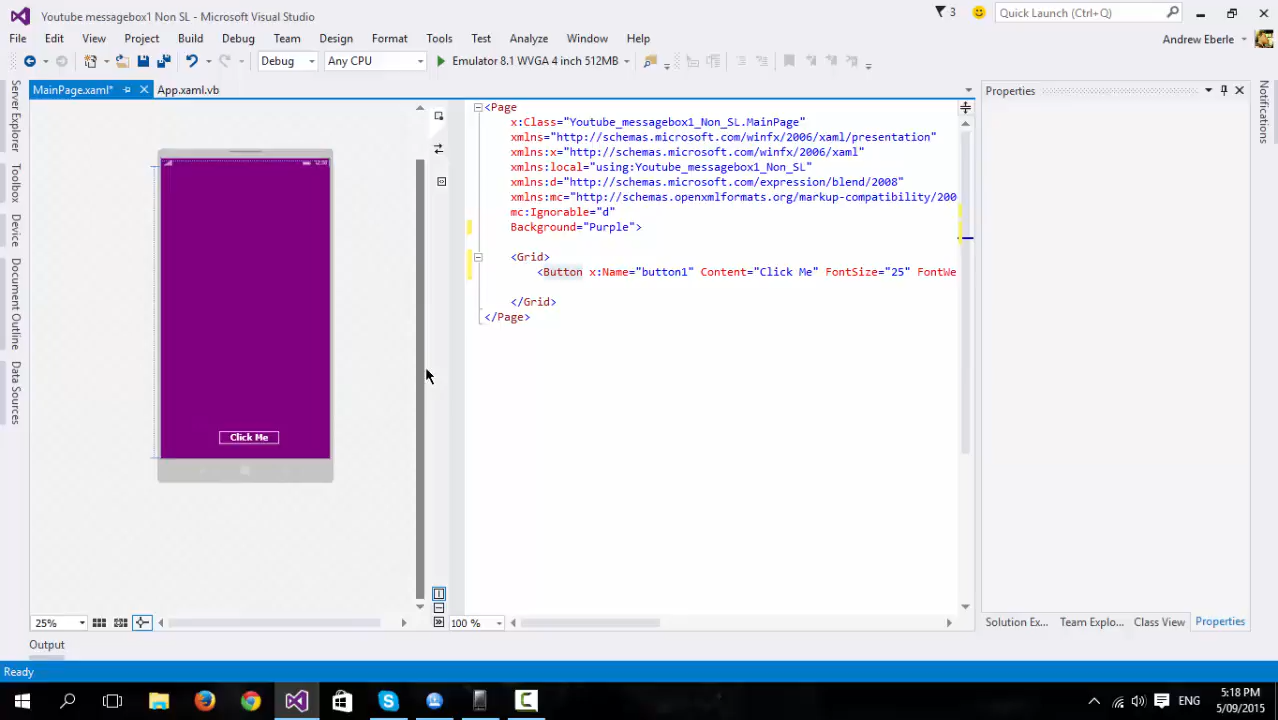 Youtube messagebox1 Non SL - Microsoft Visual Studio
3
Quick Launch (Ctrl+Q)
File Edit View Project Build Debug Team Format Tools Test Design Analyze Window Help
Andrew Eberle
Debug
Any CPU
Emulator 8.1 WVGA 4 inch 512MB
MainPage.xaml*
App.xaml.vb
Properties
Server Explorer
Toolbox
Device
Document Outline
Data Sources
Notifications
12:00
Click Me
<Page
x:Class="Youtube_messagebox1_Non_SL.MainPage"
xmlns="http://schemas.microsoft.com/winfx/2006/xaml/presentation"
xmlns:x="http://schemas.microsoft.com/winfx/2006/xaml"
xmlns:local="using:Youtube_messagebox1_Non_SL"
xmlns:d="http://schemas.microsoft.com/expression/blend/2008"
xmlns:mc="http://schemas.openxmlformats.org/markup-compatibility/200
mc:Ignorable="d"
Background="Purple">
<Grid>
<Button x:Name="button1" Content="Click Me" FontSize="25" FontWe
</Grid>
</Page>
25%
100 %
Solution Ex... Team Explo... Class View Properties
Output
Ready
ENG
5:18 PM
5/09/2015